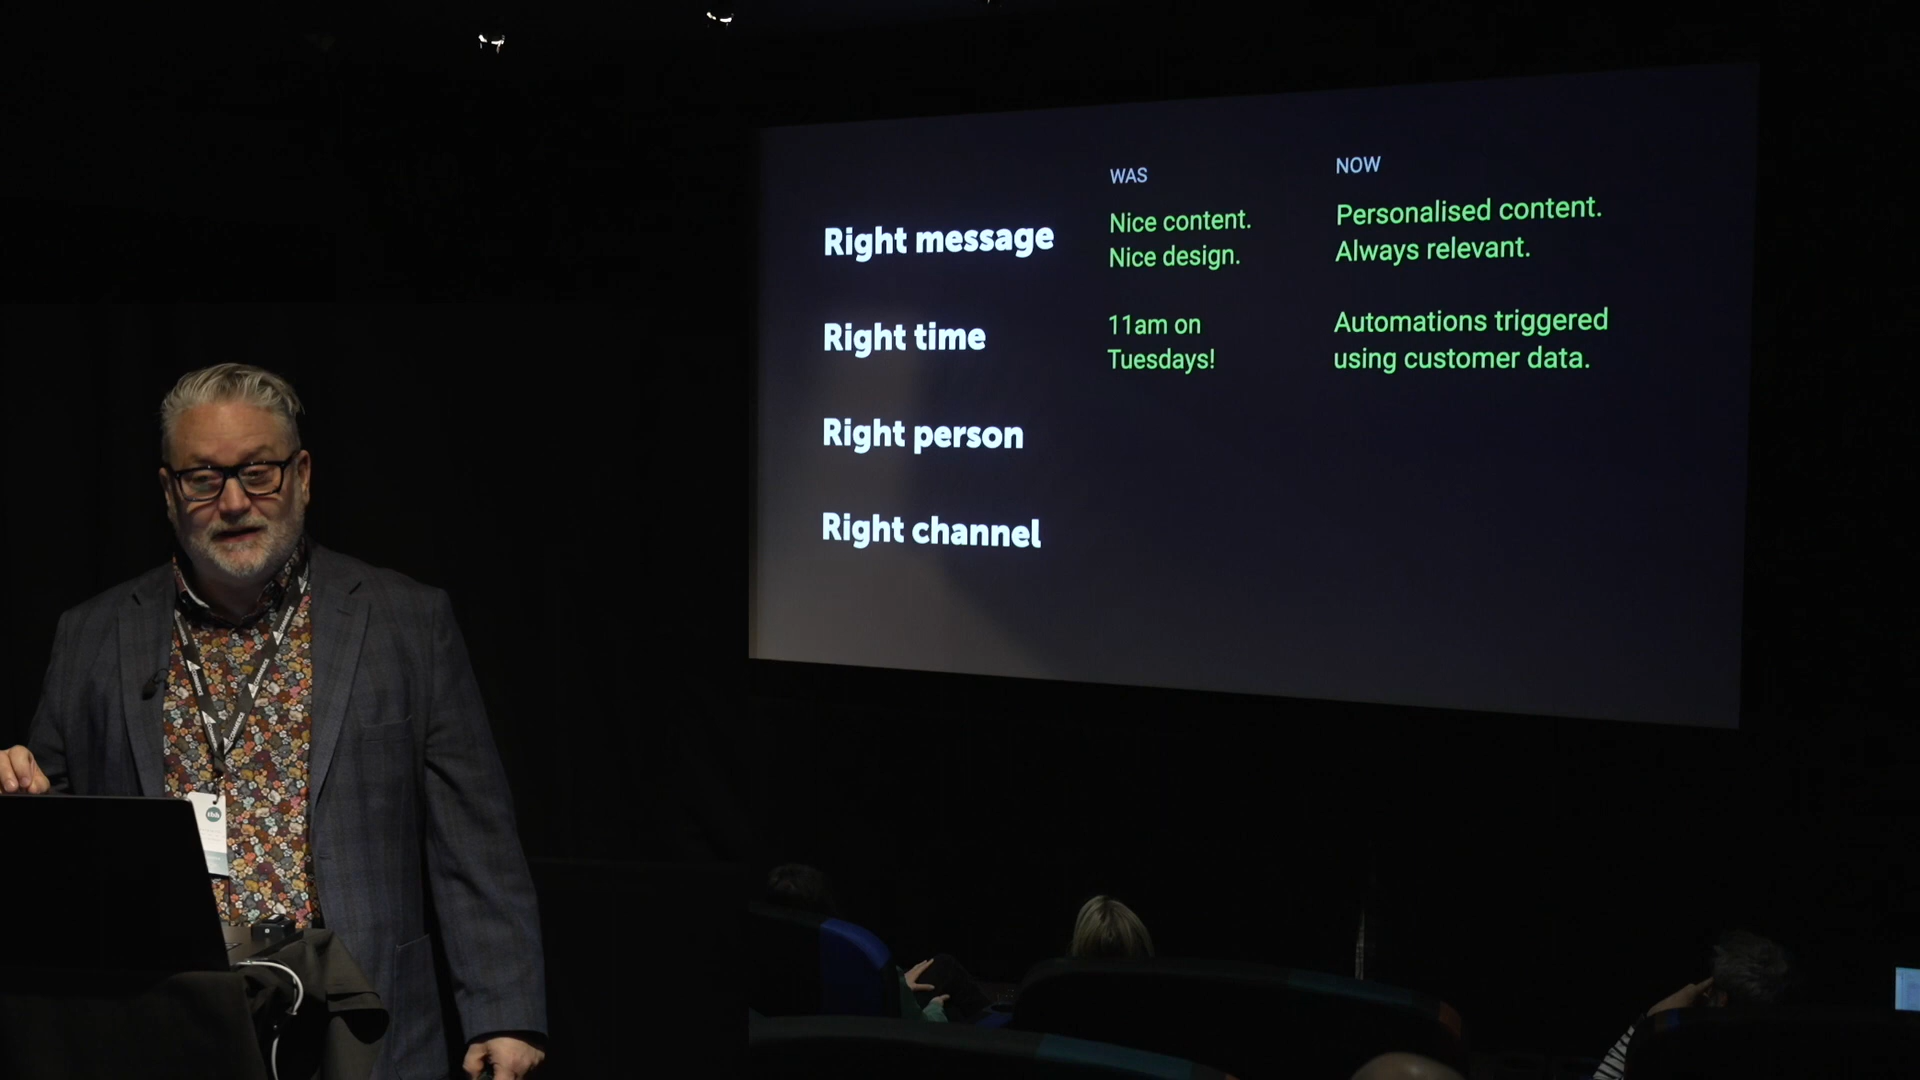 WAS
NOW
Right message
Nice content.
Nice design.
Personalised content.
Always relevant.
Right time
11am on
Tuesdays!
Automations triggered
using customer data.
Right person
Right channel